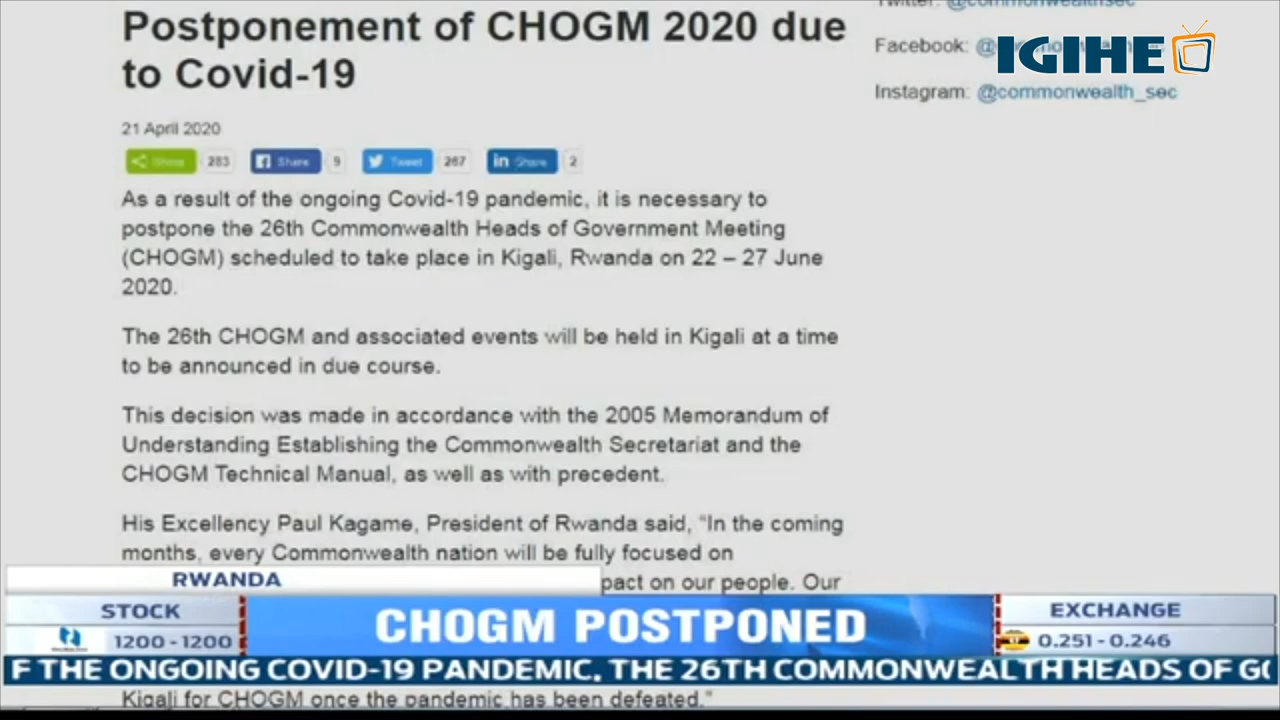 Postponement of CHOGM 2020 due
to Covid-19
Twitter: @commonwealthsec
Facebook:
IGIHE
Instagram: @commonwealth_sec
21 April 2020
Share 283 Share 9 Tweet 267 in Share 2
As a result of the ongoing Covid-19 pandemic, it is necessary to
postpone the 26th Commonwealth Heads of Government Meeting
(CHOGM) scheduled to take place in Kigali, Rwanda on 22 – 27 June
2020.
The 26th CHOGM and associated events will be held in Kigali at a time
to be announced in due course.
This decision was made in accordance with the 2005 Memorandum of
Understanding Establishing the Commonwealth Secretariat and the
CHOGM Technical Manual, as well as with precedent.
His Excellency Paul Kagame, President of Rwanda said, “In the coming
months, every Commonwealth nation will be fully focused on
pact on our people. Our
RWANDA
STOCK
1200 - 1200
CHOGM POSTPONED
EXCHANGE
0.251 - 0.246
F THE ONGOING COVID-19 PANDEMIC, THE 26TH COMMONWEALTH HEADS OF G
Kigali for CHOGM once the pandemic has been defeated.”